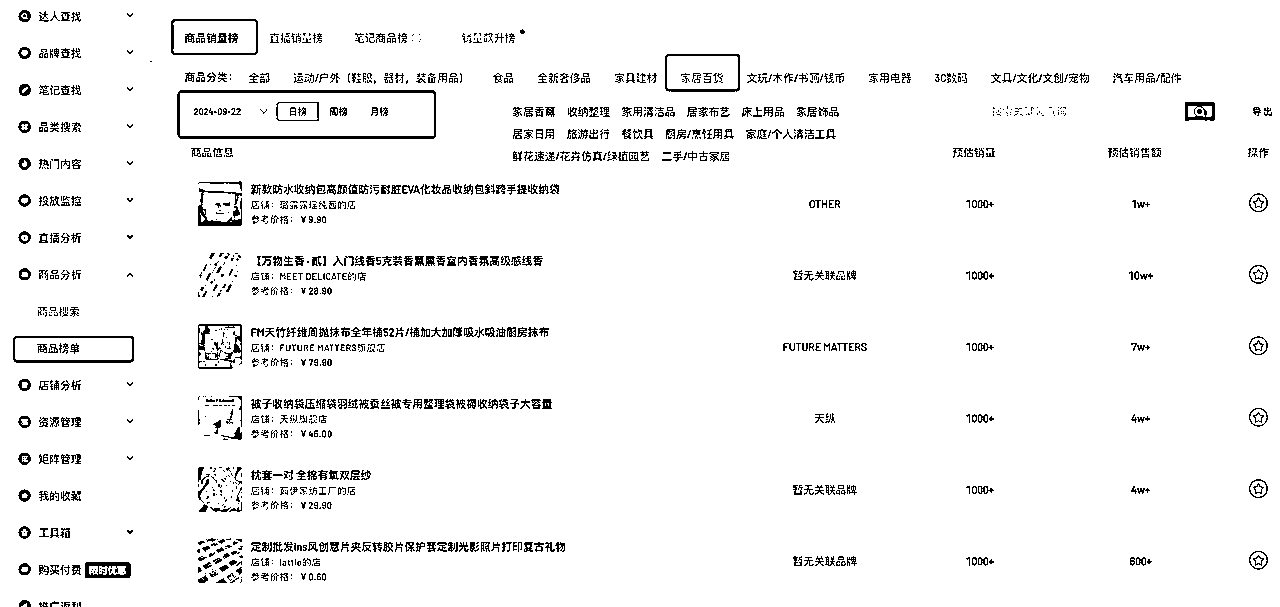 达人查找
品牌查找
笔记查找
品类搜索
热门内容
投放监控
直播分析
商品分析
商品搜索
商品榜单
店铺分析
资源管理
矩阵管理
我的收藏
工具箱
购买付费 限时优惠
推广返利
商品销量榜 直播销量榜 笔记商品榜 销量飙升榜
商品分类: 全部 运动/户外（鞋服，器材，装备用品） 食品 全新奢侈品 家具建材 家居百货 文玩/木作/书画/钱币 家用电器 3C数码 文具/文化/文创/宠物 汽车用品/配件
2024-09-22 日榜 周榜 月榜 家居香薰 收纳整理 家用清洁品 居家布艺 床上用品 家居饰品 导出
居家日用 旅游出行 餐饮具 厨房/烹饪用具 家庭/个人清洁工具
鲜花速递/花卉仿真/绿植园艺 二手/中古家居
商品信息 预估销量 预估销售额 操作
新款防水收纳包高颜值防污耐脏EVA化妆品收纳包斜跨手提收纳袋
店铺: 的店
参考价格: ￥9.90
OTHER 1000+ 1w+
【万物生香·贰】入门线香5克装香薰熏香室内香氛高级感线香
店铺: MEET DELICATE的店
参考价格: ￥28.90
暂无关联品牌 1000+ 10w+
FM天竹纤维周抛抹布全年桶52片/桶加大加厚吸水吸油厨房抹布
店铺: FUTURE MATTERS旗舰店
参考价格: ￥79.90
FUTURE MATTERS 1000+ 7w+
被子收纳袋压缩袋羽绒被蚕丝被专用整理袋被褥收纳袋子大容量
店铺: 天纵旗舰店
参考价格: ￥46.00
天纵 1000+ 4w+
枕套一对 全棉有氧双层纱
店铺: 茵伊家纺工厂的店
参考价格: ￥29.90
暂无关联品牌 1000+ 4w+
定制批发ins风创意片夹反转胶片保护套定制光影照片打印复古礼物
店铺: lattle的店
参考价格: ￥0.60
暂无关联品牌 1000+ 600+